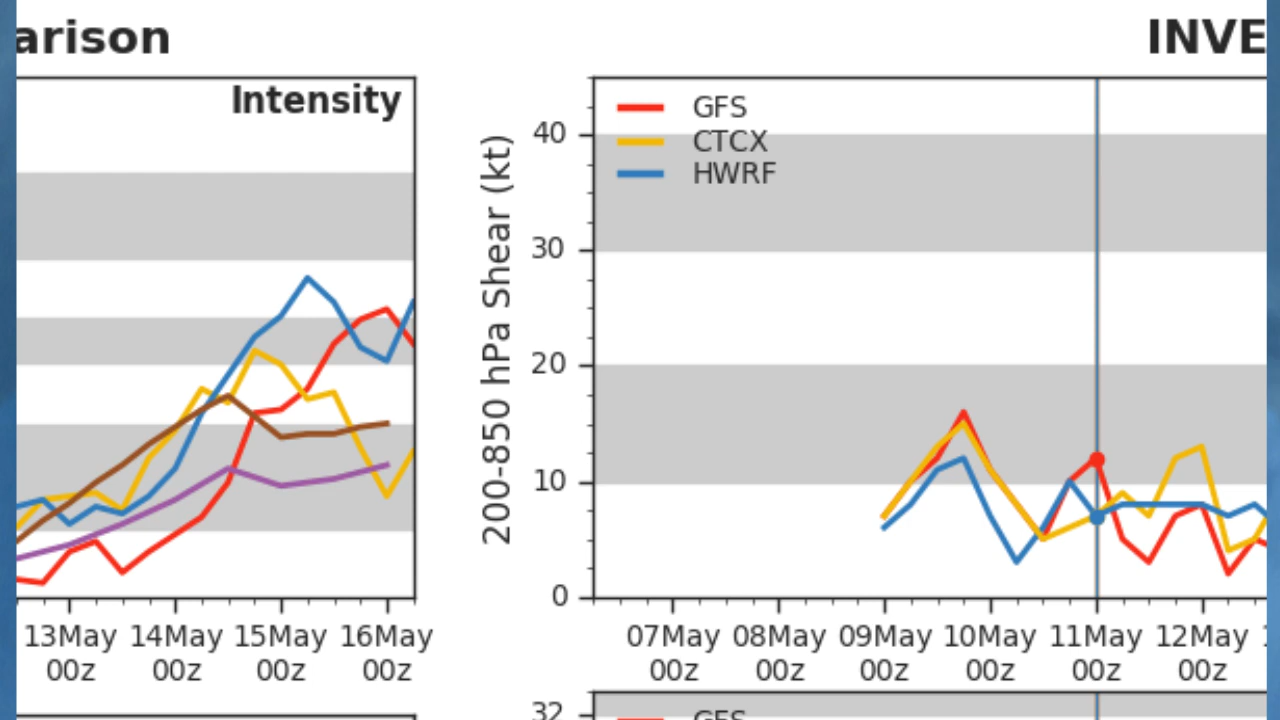 arison
INVE
Intensity
GFS
CTCX
HWRF
200-850 hPa Shear (kt)
40
30
20
10
0
13May 14May 15May 16May
00z 00z 00z 00z
07May 08May 09May 10May 11May 12May
00z 00z 00z 00z 00z 00z
32
GFS